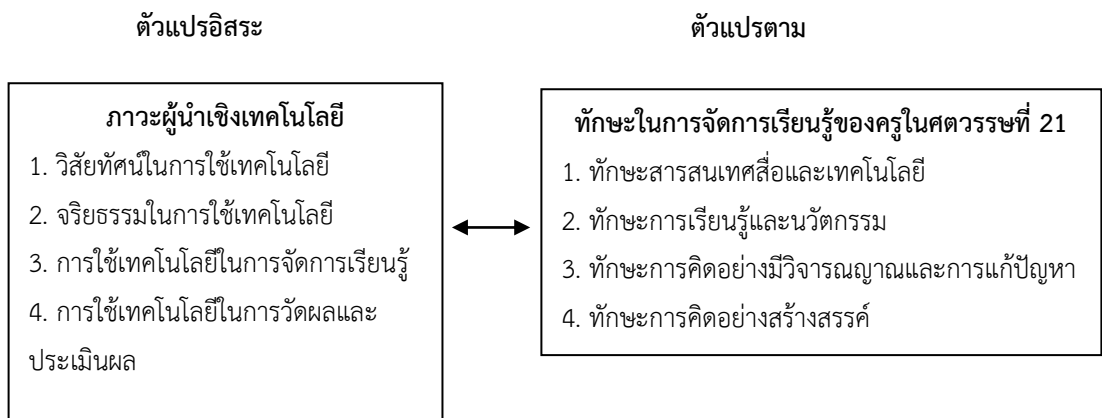 ตัวแปรอิสระ
ตัวแปรตาม
ภาวะผู้นำเชิงเทคโนโลยี
1. วิสัยทัศน์ในการใช้เทคโนโลยี
2. จริยธรรมในการใช้เทคโนโลยี
3. การใช้เทคโนโลยีในการจัดการเรียนรู้
4. การใช้เทคโนโลยีในการวัดผลและ
ประเมินผล
ทักษะในการจัดการเรียนรู้ของครูในศตวรรษที่ 21
1. ทักษะสารสนเทศสื่อและเทคโนโลยี
2. ทักษะการเรียนรู้และนวัตกรรม
3. ทักษะการคิดอย่างมีวิจารณญาณและการแก้ปัญหา
4. ทักษะการคิดอย่างสร้างสรรค์